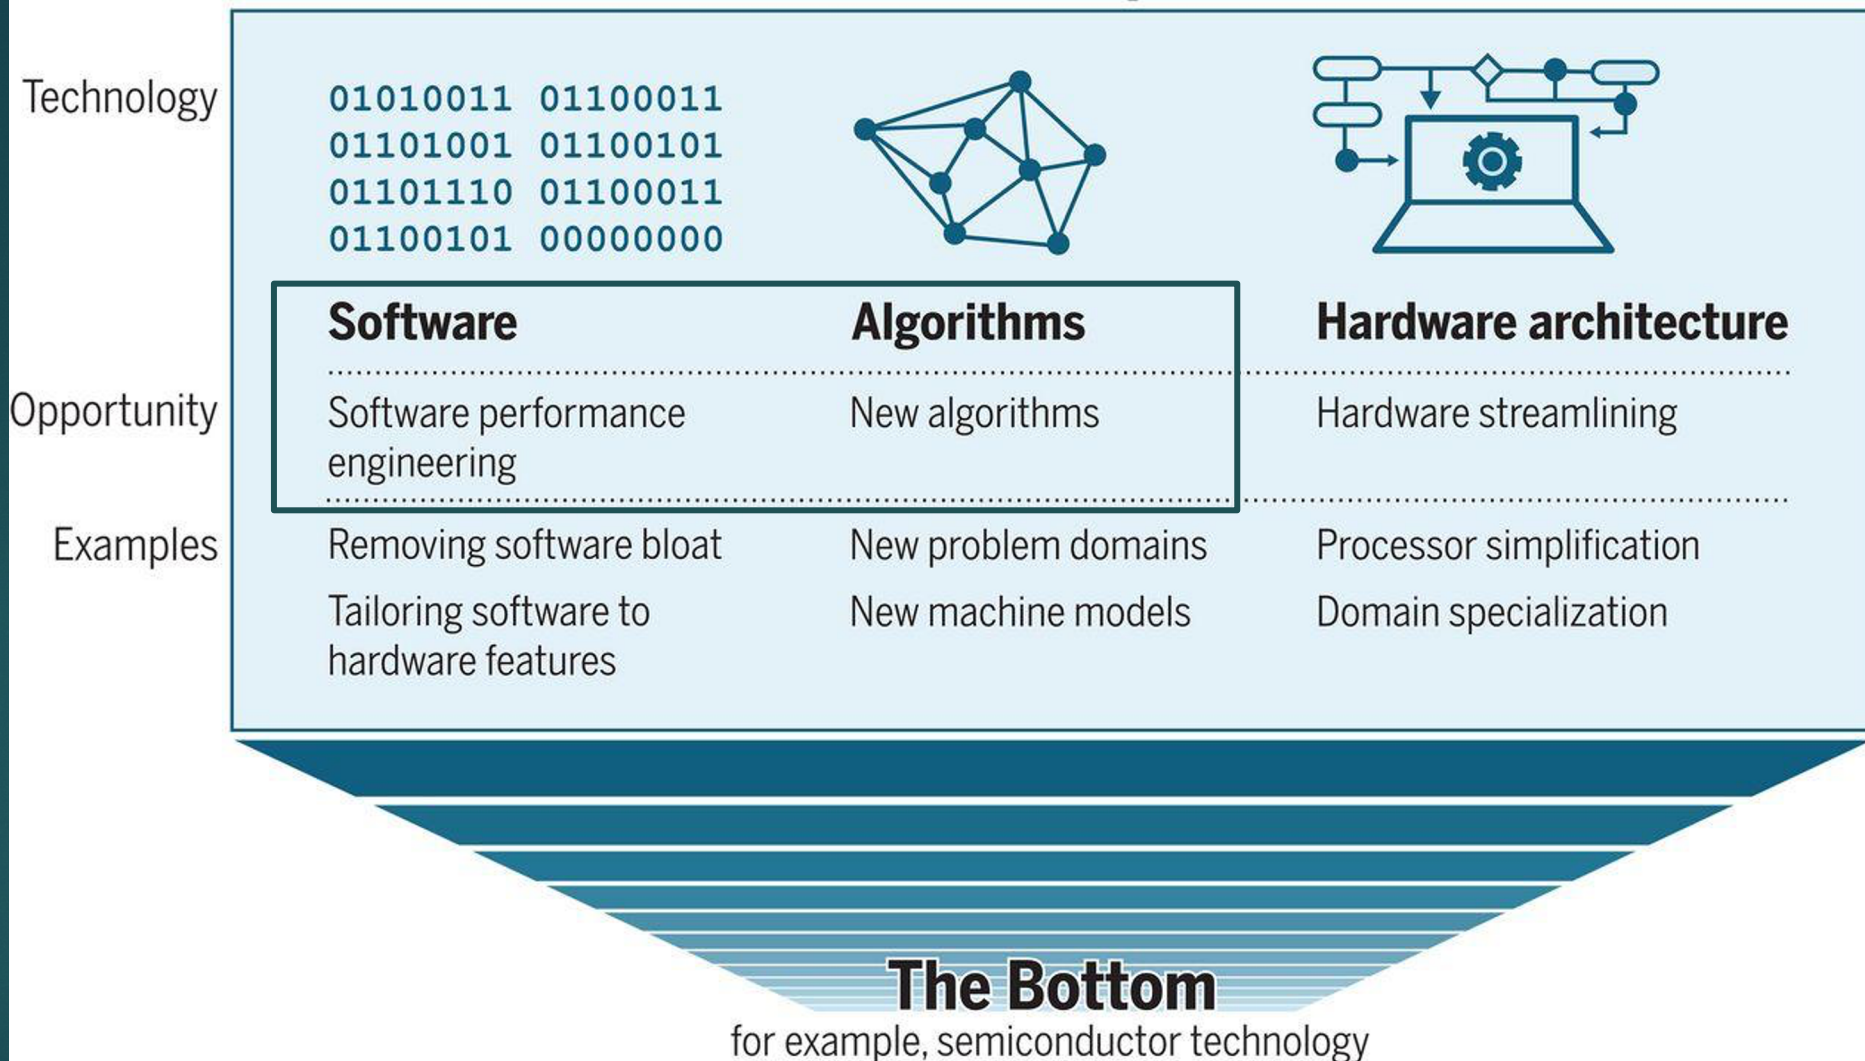 Technology
01010011 01100011
01101001 01100101
01101110 01100011
01100101 00000000
Software Algorithms Hardware architecture
Opportunity
Software performance
engineering
New algorithms
Hardware streamlining
Examples
Removing software bloat
New problem domains
Processor simplification
Tailoring software to
hardware features
New machine models
Domain specialization
The Bottom
for example, semiconductor technology